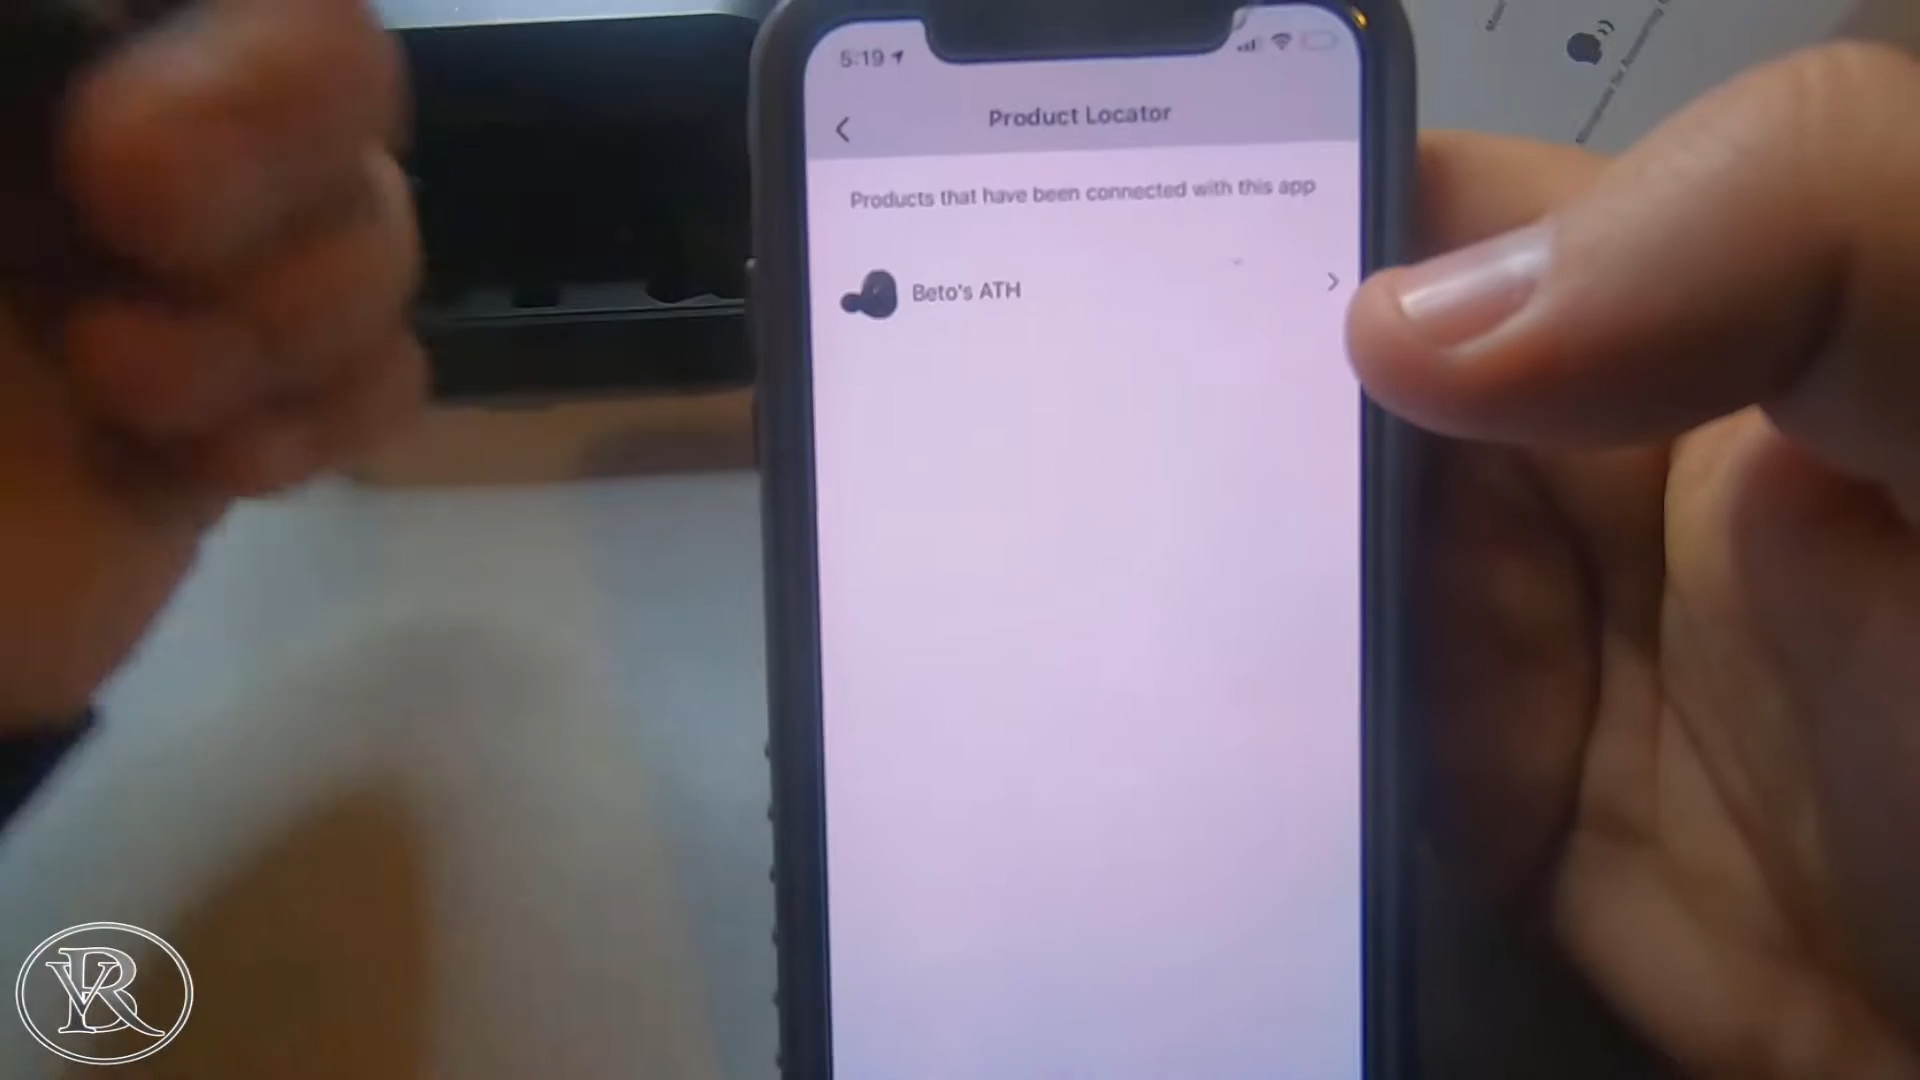 5:19
Product Locator
Products that have been connected with this app
Beto's ATH